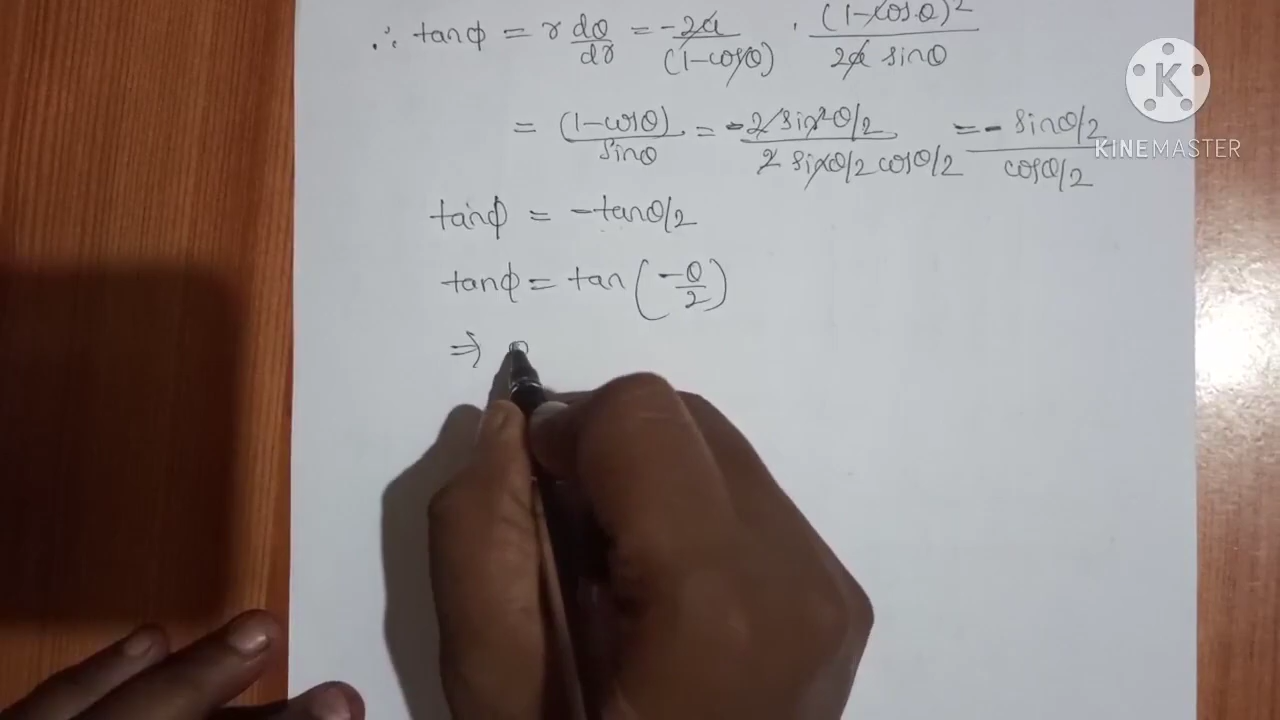 ∴ tanφ = r dθ/dr = -2a/(1-cosθ) · (1-cosθ)²/2a sinθ
= (1-cosθ)/sinθ = -2 sin²θ/2 / 2 sinθ/2 cosθ/2 = - sinθ/2 / cosθ/2
tanφ = -tanθ/2
tanφ = tan(-θ/2)
⇒
K
KINEMASTER